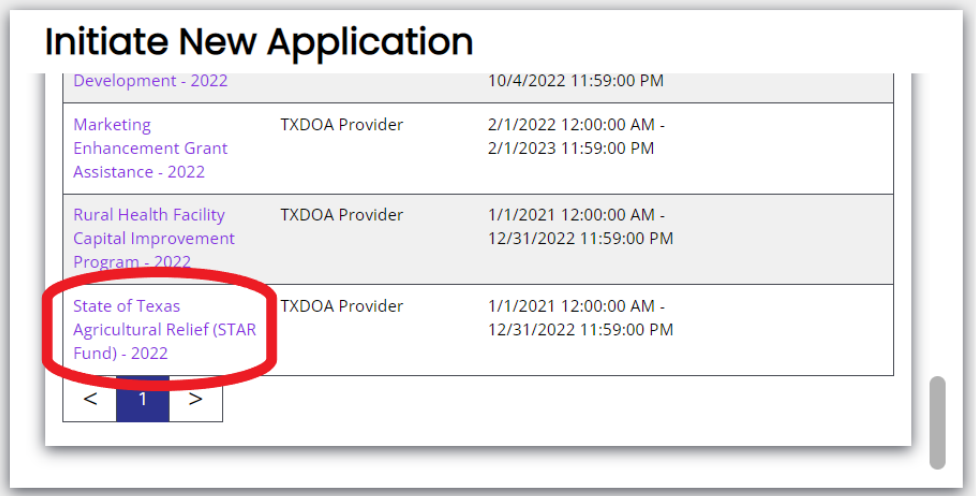 Initiate New Application
Development - 2022
10/4/2022 11:59:00 PM
Marketing
Enhancement Grant
Assistance - 2022
TXDOA Provider
2/1/2022 12:00:00 AM -
2/1/2023 11:59:00 PM
Rural Health Facility
Capital Improvement
Program - 2022
TXDOA Provider
1/1/2021 12:00:00 AM -
12/31/2022 11:59:00 PM
State of Texas
Agricultural Relief (STAR
Fund) - 2022
TXDOA Provider
1/1/2021 12:00:00 AM -
12/31/2022 11:59:00 PM
< 1 >